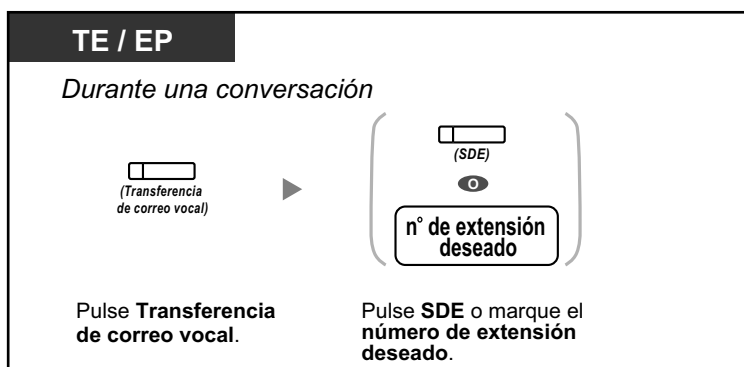 TE / EP
Durante una conversación
(Transferencia
de correo vocal)
(SDE)
O
n° de extensión
deseado
Pulse Transferencia
de correo vocal.
Pulse SDE o marque el
número de extensión
deseado.